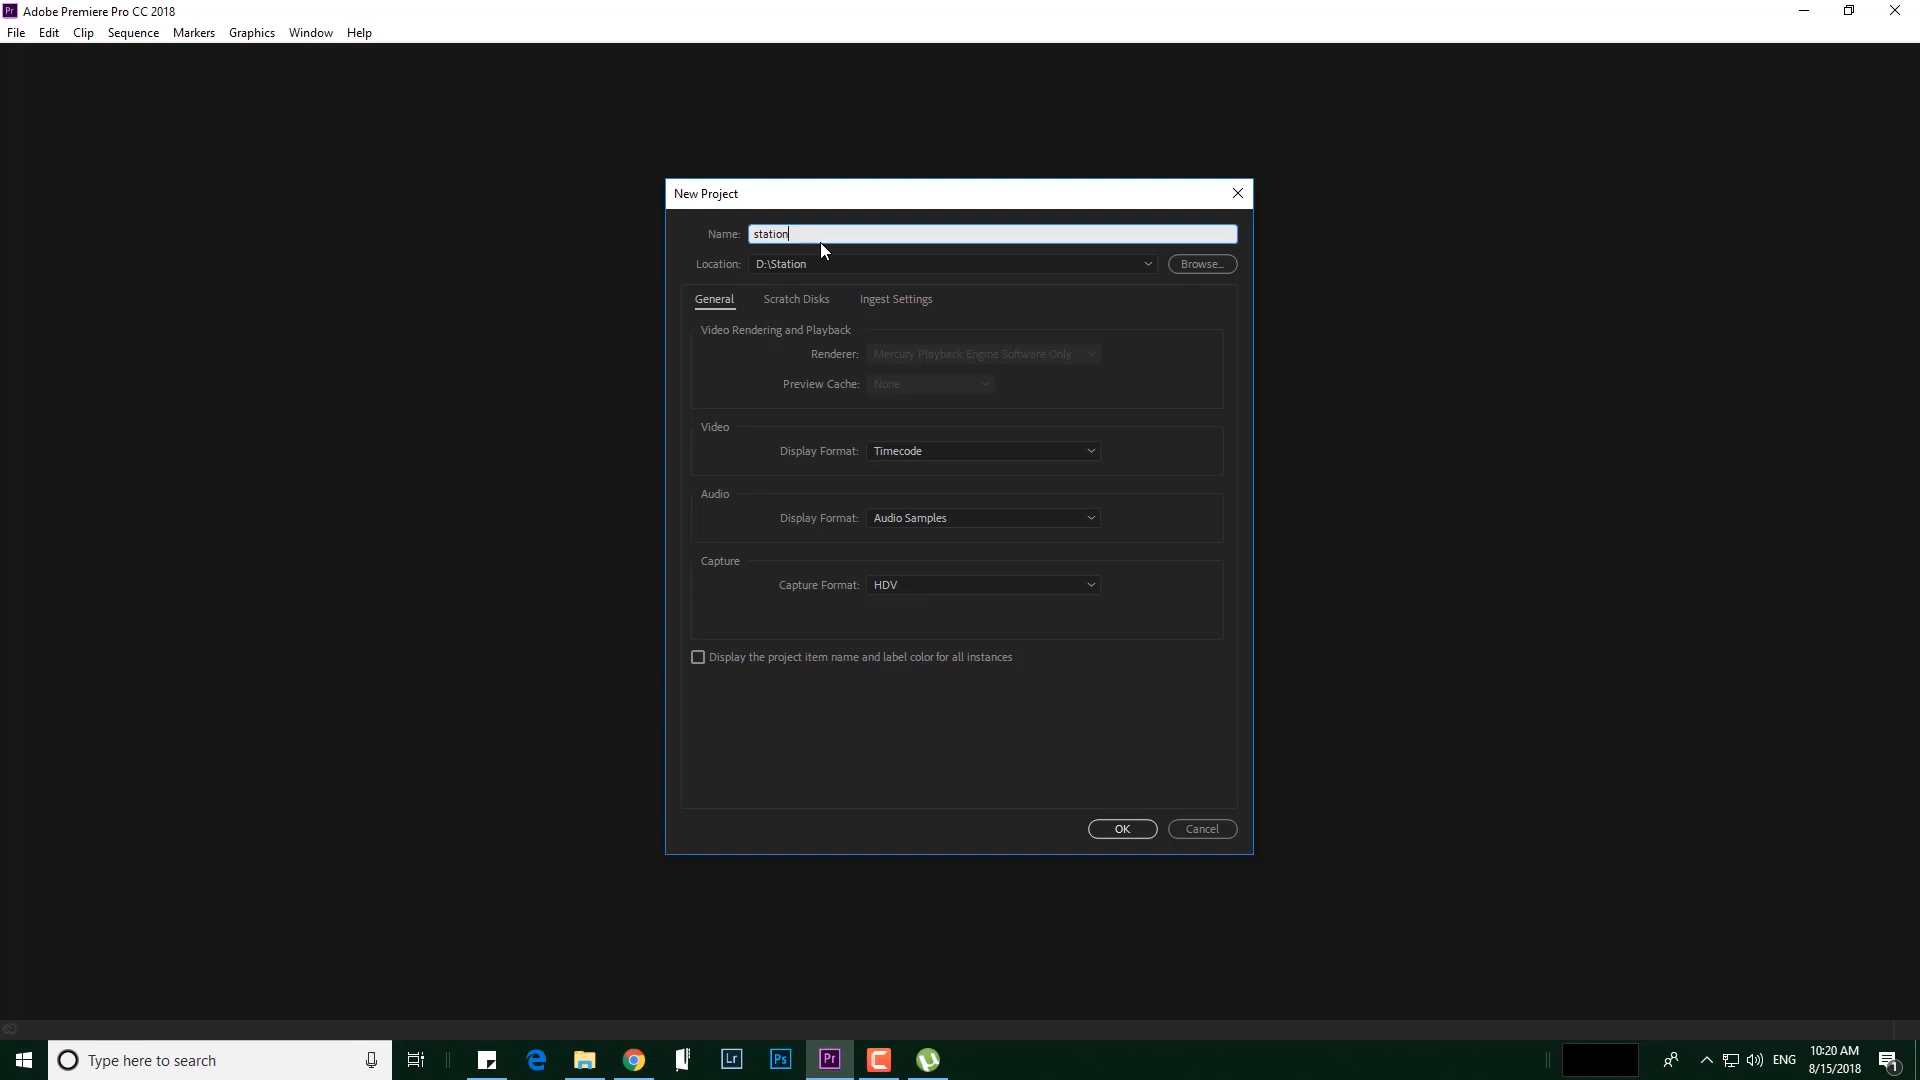 Pr Adobe Premiere Pro CC 2018
File Edit Clip Sequence Markers Graphics Window Help
New Project
Name: station
Location: D:\Station Browse...
General Scratch Disks Ingest Settings
Video Rendering and Playback
Renderer: Mercury Playback Engine Software Only
Preview Cache: None
Video
Display Format: Timecode
Audio
Display Format: Audio Samples
Capture
Capture Format: HDV
Display the project item name and label color for all instances
OK Cancel
Type here to search Lr Ps Pr ENG 10:20 AM 1
8/15/2018